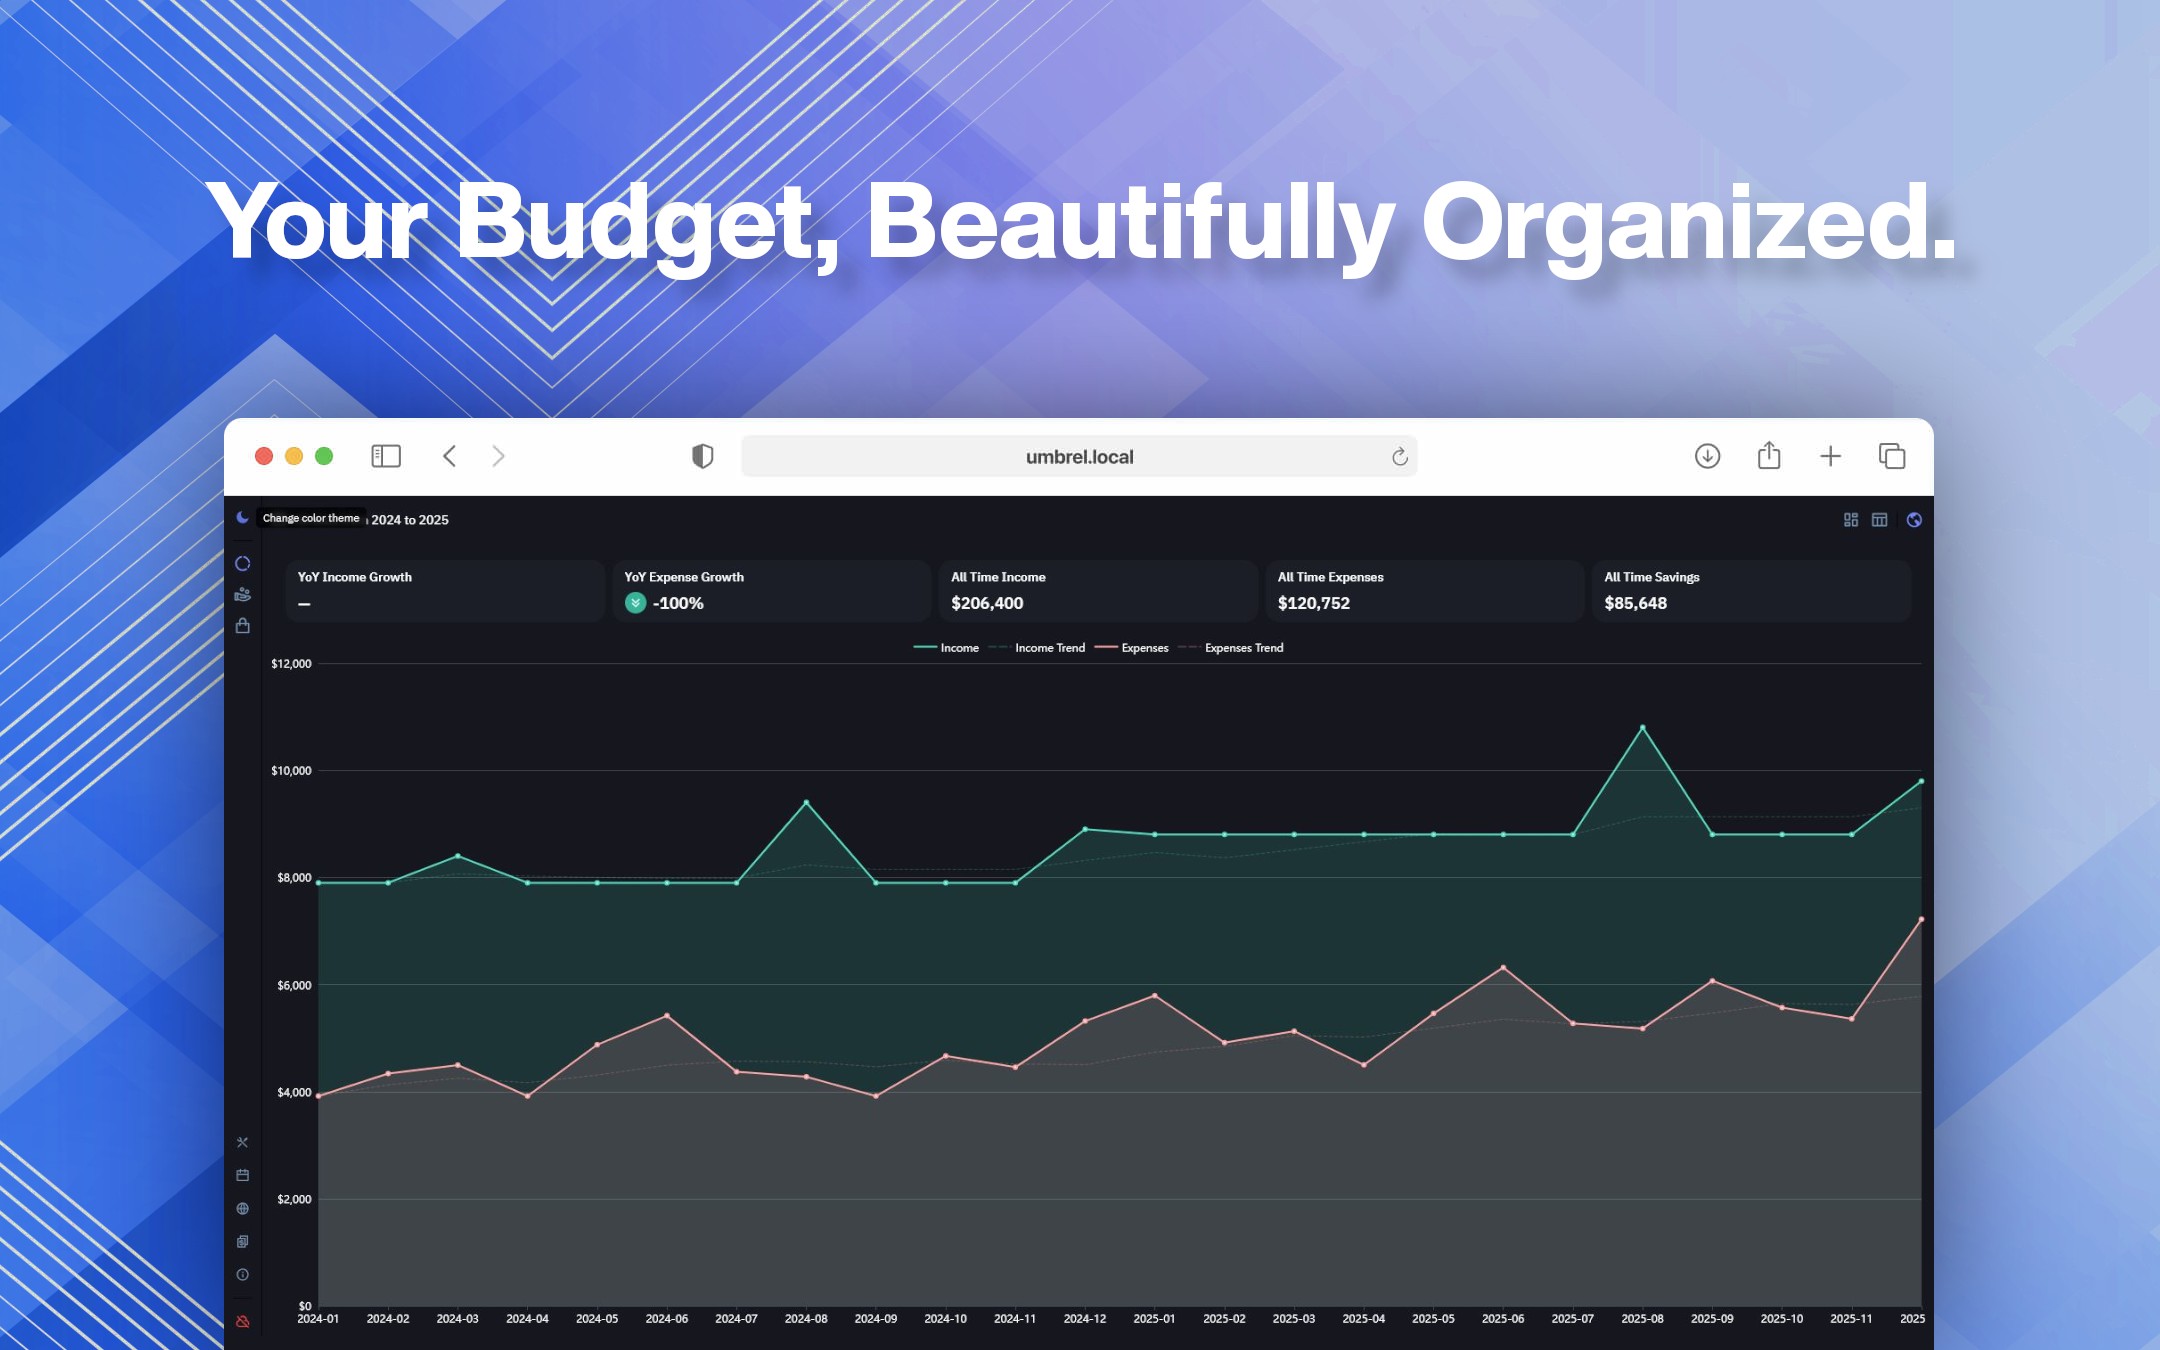 Your Budget, Beautifully Organized.
umbrel.local
Change color theme 2024 to 2025
YoY Income Growth
–
YoY Expense Growth
-100%
All Time Income
$206,400
All Time Expenses
$120,752
All Time Savings
$85,648
Income Income Trend Expenses Expenses Trend
$12,000
$10,000
$8,000
$6,000
$4,000
$2,000
$0
2024-01 2024-02 2024-03 2024-04 2024-05 2024-06 2024-07 2024-08 2024-09 2024-10 2024-11 2024-12 2025-01 2025-02 2025-03 2025-04 2025-05 2025-06 2025-07 2025-08 2025-09 2025-10 2025-11 2025